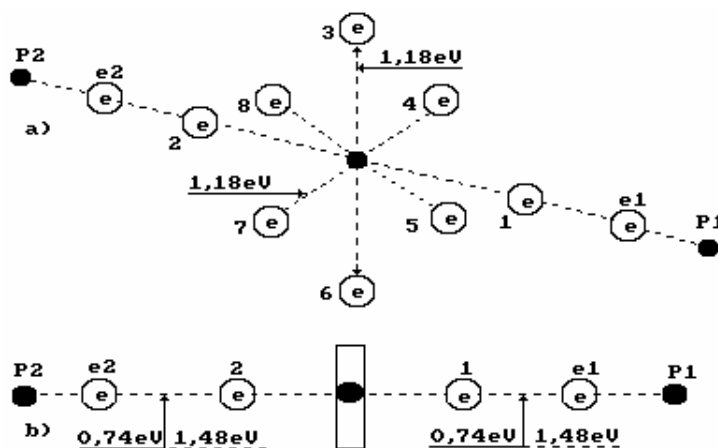 3 e
P2 1,18eV
e2
e 8 e 4 e
a) 2 e
1,18eV
7 e 5 e 1 e e1 e P1
6 e
P2 e2 2 1 e1 P1
e e e e
b) 0,74eV 1,48eV 0,74eV 1,48eV